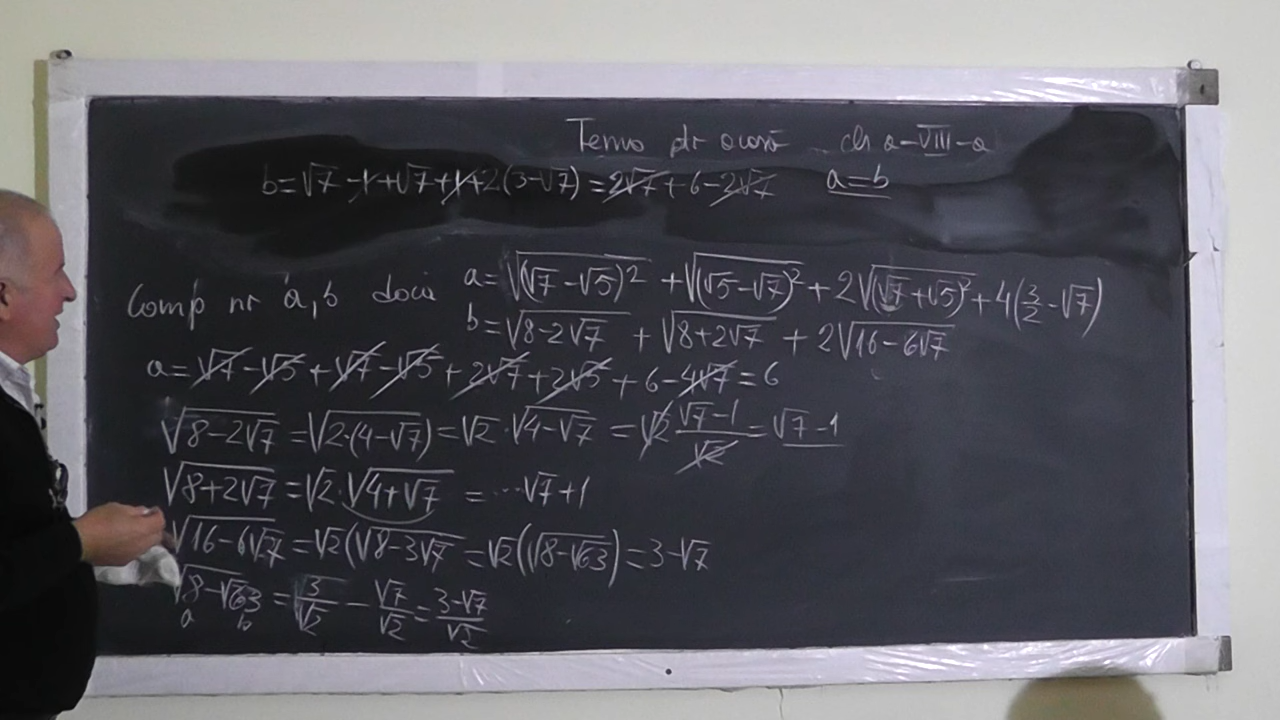 Tema de acasă cls a-VIII-a
b=√7-1+√7+1+2(3-√7)=2√7+6-2√7 a=b
Comp nr a,b dacă a=√(√7-√5)² +√(√5-√7)²+2√(√7+√5)²+4(3/2-√7)
b=√8-2√7 + √8+2√7 + 2√16-6√7
a=√7-√5+√7-√5+2√7+2√5+6-4√7=6
√8-2√7 =√2·(4-√7)=√2·√4-√7 =√2 √7-1/√2=√7-1
√8+2√7=√2·√4+√7 =...√7+1
√16-6√7=√2(√8-3√7 =√2(√8-√63)=3-√7
√8-√63=3/√2-√7/√2=3-√7/√2
a b